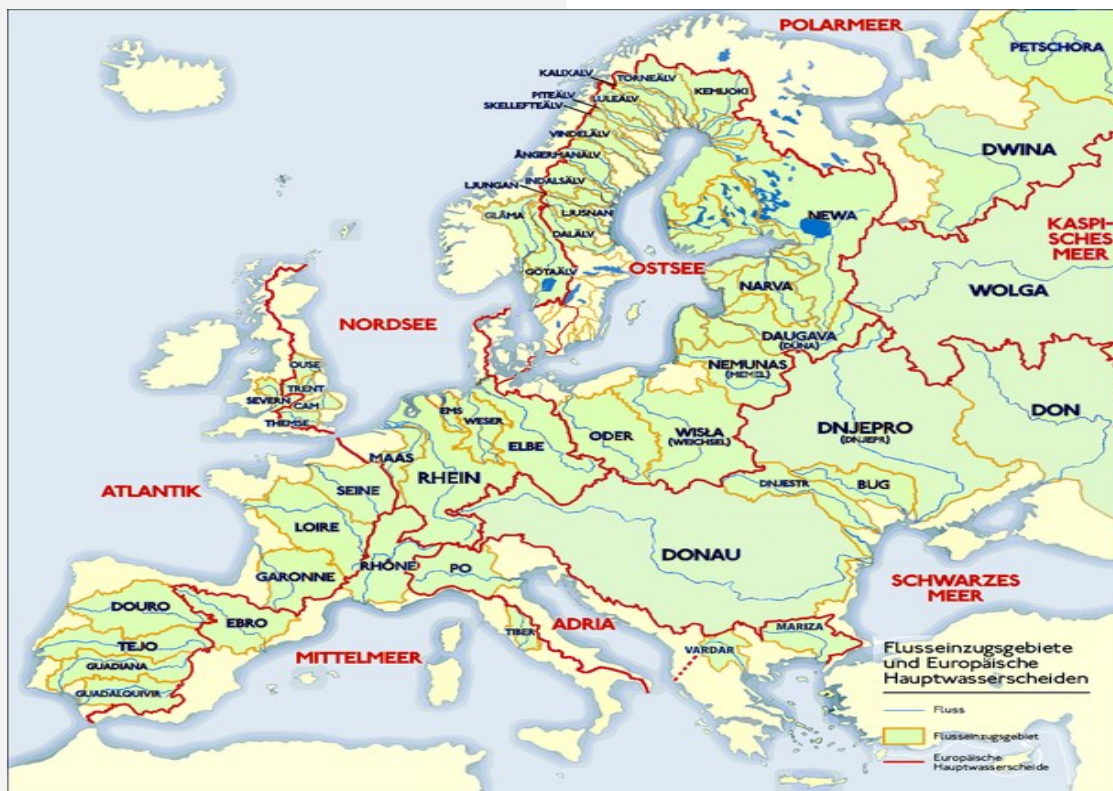 POLARMEER
PETSCHORA
KALIXÄLV
TORNEÄLV
PITEÄLV
LULEÄLV
KEMIJOKI
SKELLEFTEÄLV
VINDELÄLV
DWINA
ÅNGERMANÄLV
INDALSÄLV
LJUNGAN
GLÅMA
LJUSNAN
NEWA
KASPI-
SCHES
MEER
DALÄLV
GÖTAÄLV
OSTSEE
NARVA
WOLGA
NORDSEE
DAUGAVA
(DÜNA)
OUSE
NEMUNAS
(MEMEL)
TRENT
SEVERN
CAM
THEMSE
EMS
WESER
ELBE
ODER
WISŁA
(WEICHSEL)
DNJEPRO
(DNJEPR)
DON
MAAS
RHEIN
ATLANTIK
SEINE
DNJESTR
BUG
LOIRE
DONAU
GARONNE
RHÔNE
PO
SCHWARZES
MEER
DOURO
EBRO
TIBER
ADRIA
MARIZA
TEJO
VARDAR
MITTELMEER
GUADIANA
GUADALQUIVIR
Flusseinzugsgebiete
und Europäische
Hauptwasserscheiden
Fluss
Flusseinzugsgebiet
Europäische
Hauptwasserscheide